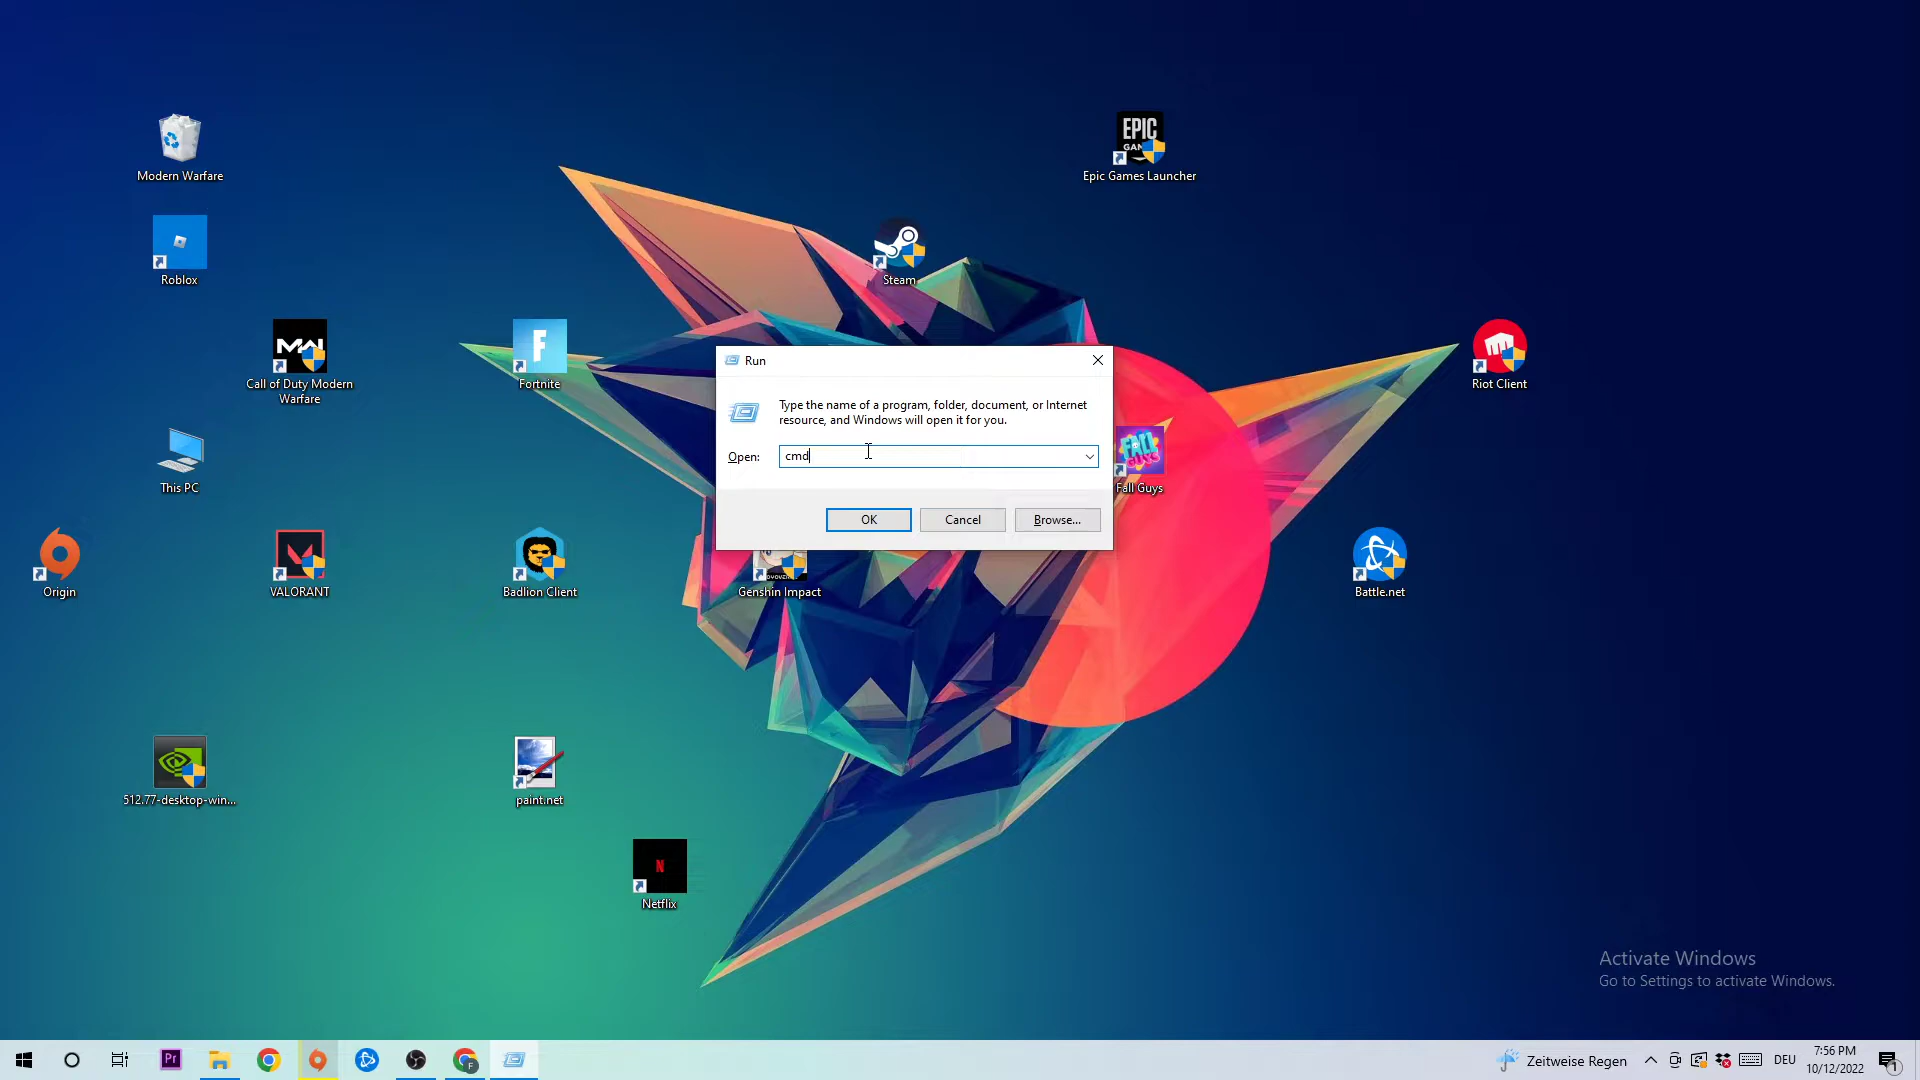 Modern Warfare
EPIC
GAMES
Epic Games Launcher
Roblox
Steam
Call of Duty Modern
Warfare
F
Fortnite
Riot Client
Run
Type the name of a program, folder, document, or Internet
resource, and Windows will open it for you.
Open:
cmd
OK
Cancel
Browse...
This PC
Fall Guys
Origin
VALORANT
Badlion Client
Genshin Impact
Battle.net
512.77-desktop-win...
paint.net
N
Netflix
Activate Windows
Go to Settings to activate Windows.
Pr
F
Zeitweise Regen
DEU
7:56 PM
10/12/2022
1